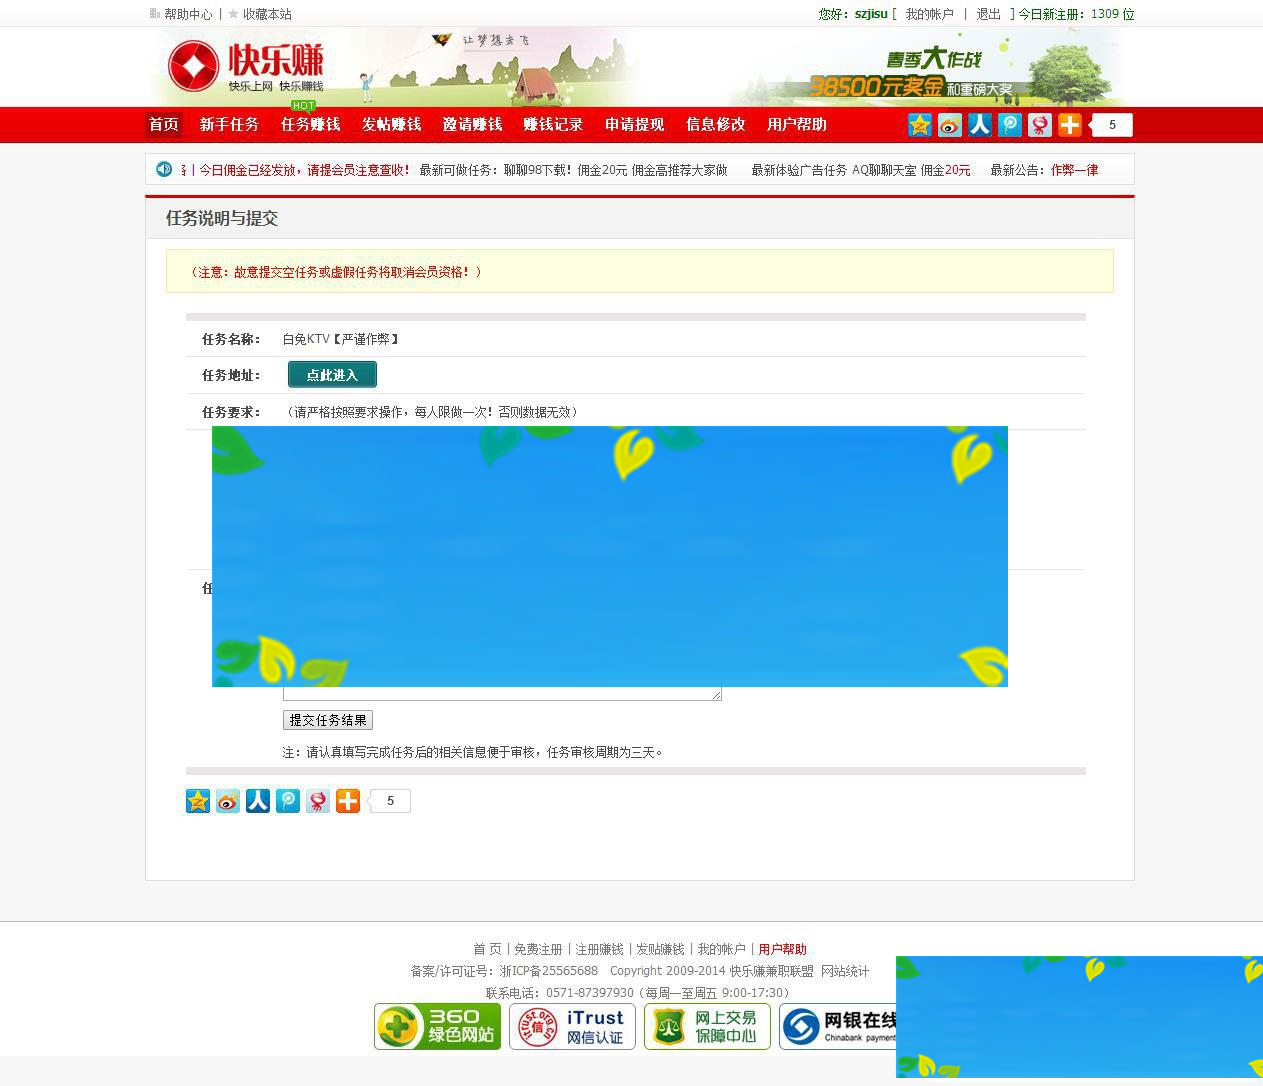 帮助中心 | 收藏本站
您好：szjisu [ 我的帐户 | 退出 ] 今日新注册：1309 位
快乐赚
快乐上网 快乐赚钱
让梦想去飞
春季大作战
38500元奖金和重磅大奖
HOT
首页 新手任务 任务赚钱 发帖赚钱 邀请赚钱 赚钱记录 申请提现 信息修改 用户帮助
5
| 今日佣金已经发放，请提会员注意查收！ 最新可做任务：聊聊98下载！佣金20元 佣金高推荐大家做 最新体验广告任务 AQ聊聊天室 佣金20元 最新公告：作弊一律
任务说明与提交
（注意：故意提交空任务或虚假任务将取消会员资格！）
任务名称： 白兔KTV【严谨作弊】
任务地址： 点此进入
任务要求： （请严格按照要求操作，每人限做一次！否则数据无效）
提交任务结果
注：请认真填写完成任务后的相关信息便于审核，任务审核周期为三天。
5
首 页 | 免费注册 | 注册赚钱 | 发贴赚钱 | 我的帐户 | 用户帮助
备案/许可证号：浙ICP备25565688 Copyright 2009-2014 快乐赚兼职联盟 网站统计
联系电话：0571-87397930（每周一至周五 9:00-17:30）
360
绿色网站
iTrust
网信认证
网上交易
保障中心
网银在线
Chinabank payment